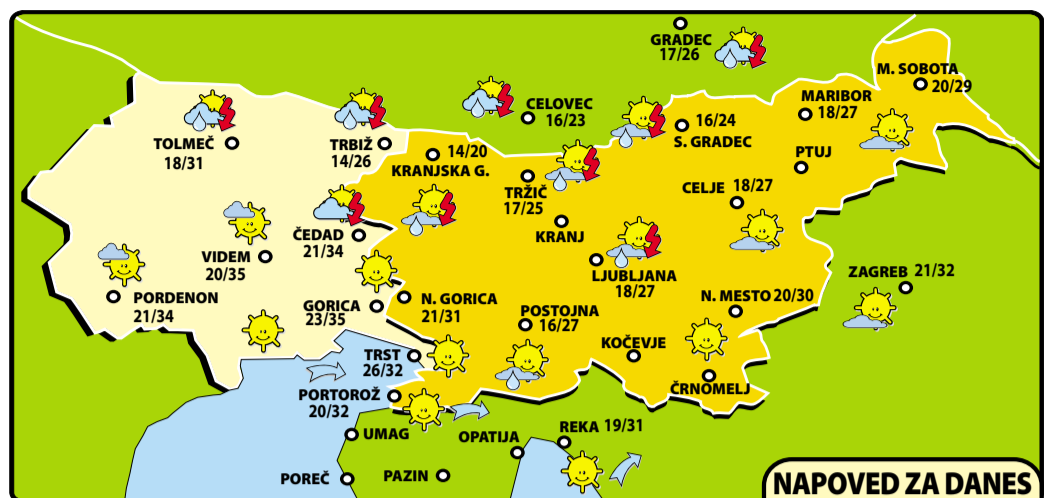 GRADEC
17/26
M. SOBOTA
20/29
MARIBOR
18/27
CELOVEC
16/23
16/24
S. GRADEC
TOLMEČ
18/31
TRBIŽ
14/26
14/20
KRANJSKA G.
PTUJ
TRŽIČ
17/25
CELJE 18/27
KRANJ
ČEDAD
21/34
VIDEM
20/35
LJUBLJANA
18/27
ZAGREB 21/32
PORDENON
21/34
GORICA
23/35
N. GORICA
21/31
POSTOJNA
16/27
N. MESTO 20/30
KOČEVJE
TRST
26/32
ČRNOMELJ
PORTOROŽ
20/32
UMAG
OPATIJA
REKA 19/31
POREČ
PAZIN
NAPOVED ZA DANES